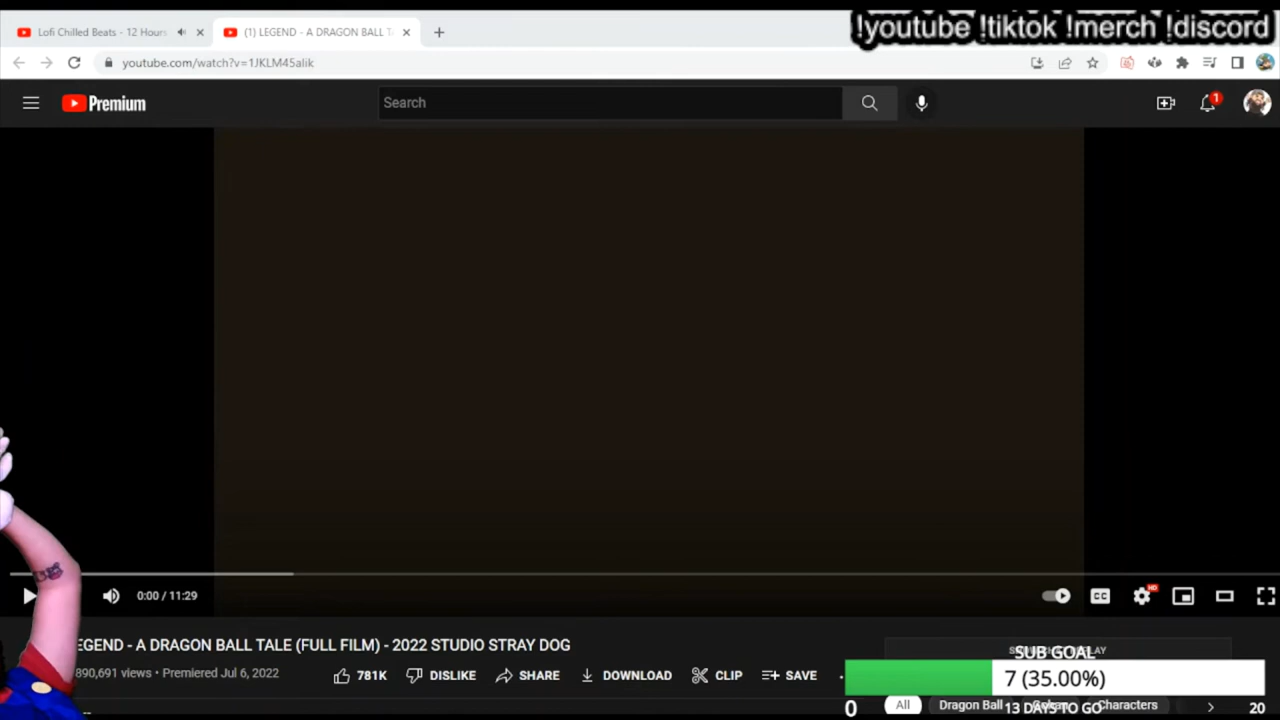 !youtube !tiktok !merch !discord
Lofi Chilled Beats - 12 Hours
(1) LEGEND - A DRAGON BALL T
youtube.com/watch?v=1JKLM45alik
Premium
Search
1
0:00 / 11:29
CC
HD
EGEND - A DRAGON BALL TALE (FULL FILM) - 2022 STUDIO STRAY DOG
890,691 views • Premiered Jul 6, 2022
781K
DISLIKE
SHARE
DOWNLOAD
CLIP
SAVE
SUB GOAL
7 (35.00%)
0
13 DAYS TO GO
20
All
Dragon Ball
Characters